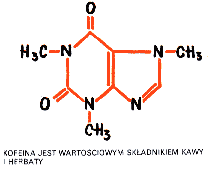 O
H₃C
N
N
CH₃
O
N
N
CH₃
KOFEINA JEST WARTOŚCIOWYM SKŁADNIKIEM KAWY
I HERBATY